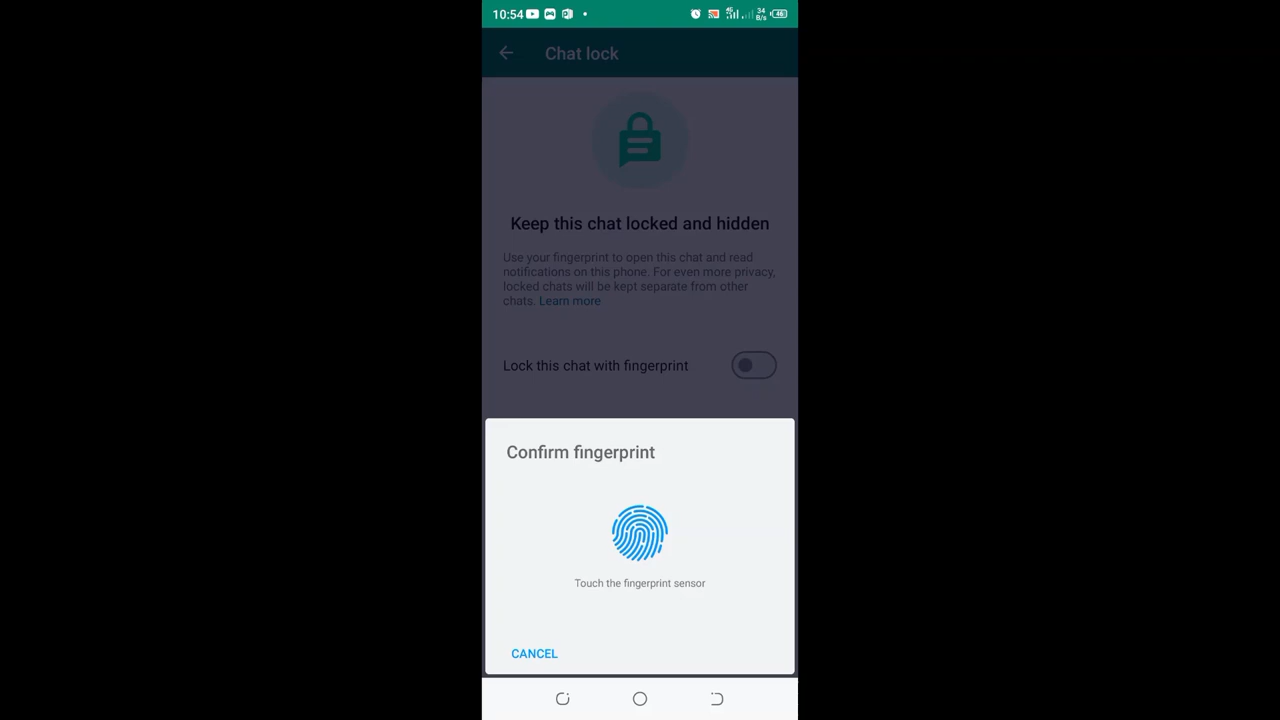 10:54
34
B/s
46
Chat lock
Keep this chat locked and hidden
Use your fingerprint to open this chat and read
notifications on this phone. For even more privacy,
locked chats will be kept separate from other
chats. Learn more
Lock this chat with fingerprint
Confirm fingerprint
Touch the fingerprint sensor
CANCEL